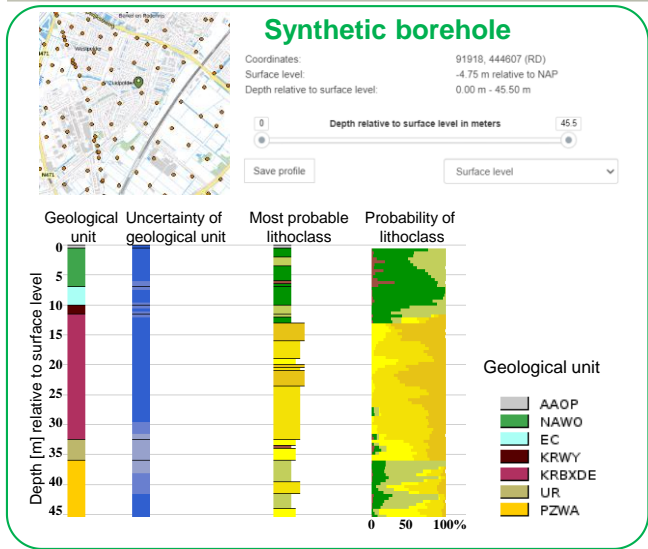 Synthetic borehole
Coordinates: 91918, 444607 (RD)
Surface level: -4.75 m relative to NAP
Depth relative to surface level: 0.00 m - 45.50 m
0 Depth relative to surface level in meters 45.5
Save profile Surface level
N471
Geological unit
Uncertainty of geological unit
Most probable lithoclass
Probability of lithoclass
Depth [m] relative to surface level
0
5
10
15
20
25
30
35
40
45
0 50 100%
Geological unit
AAOP
NAWO
EC
KRWY
KRBXDE
UR
PZWA